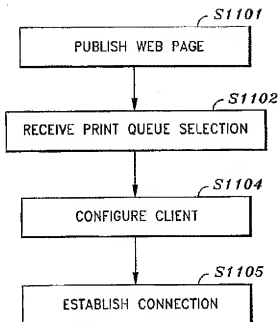 S1101
PUBLISH WEB PAGE
S1102
RECEIVE PRINT QUEUE SELECTION
S1104
CONFIGURE CLIENT
S1105
ESTABLISH CONNECTION